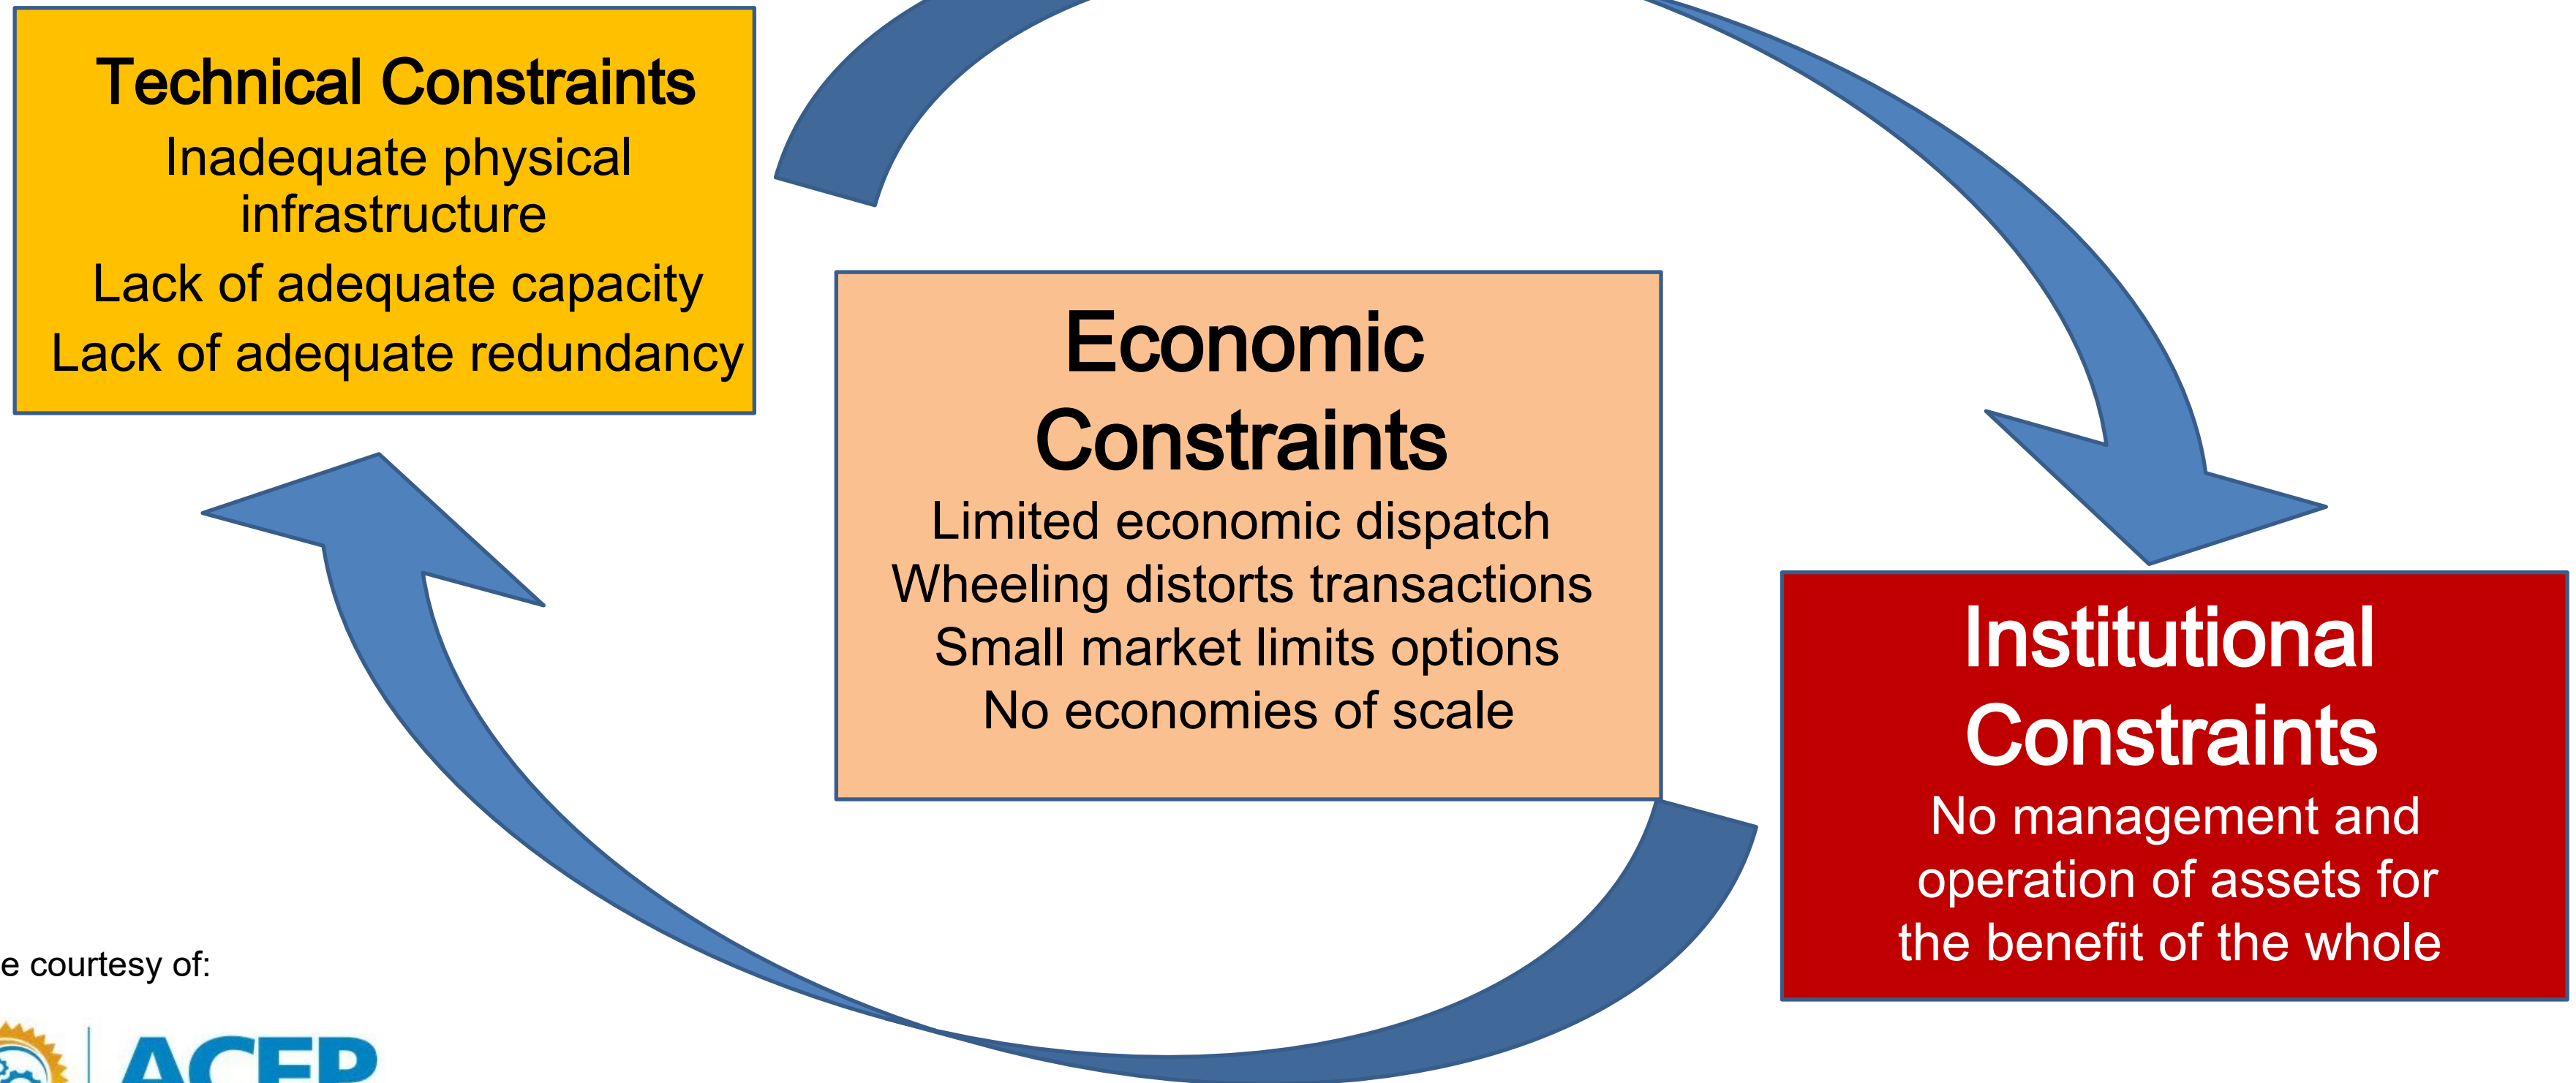 Technical Constraints
Inadequate physical
infrastructure
Lack of adequate capacity
Lack of adequate redundancy
Economic
Constraints
Limited economic dispatch
Wheeling distorts transactions
Small market limits options
No economies of scale
Institutional
Constraints
No management and
operation of assets for
the benefit of the whole
e courtesy of:
ACEP